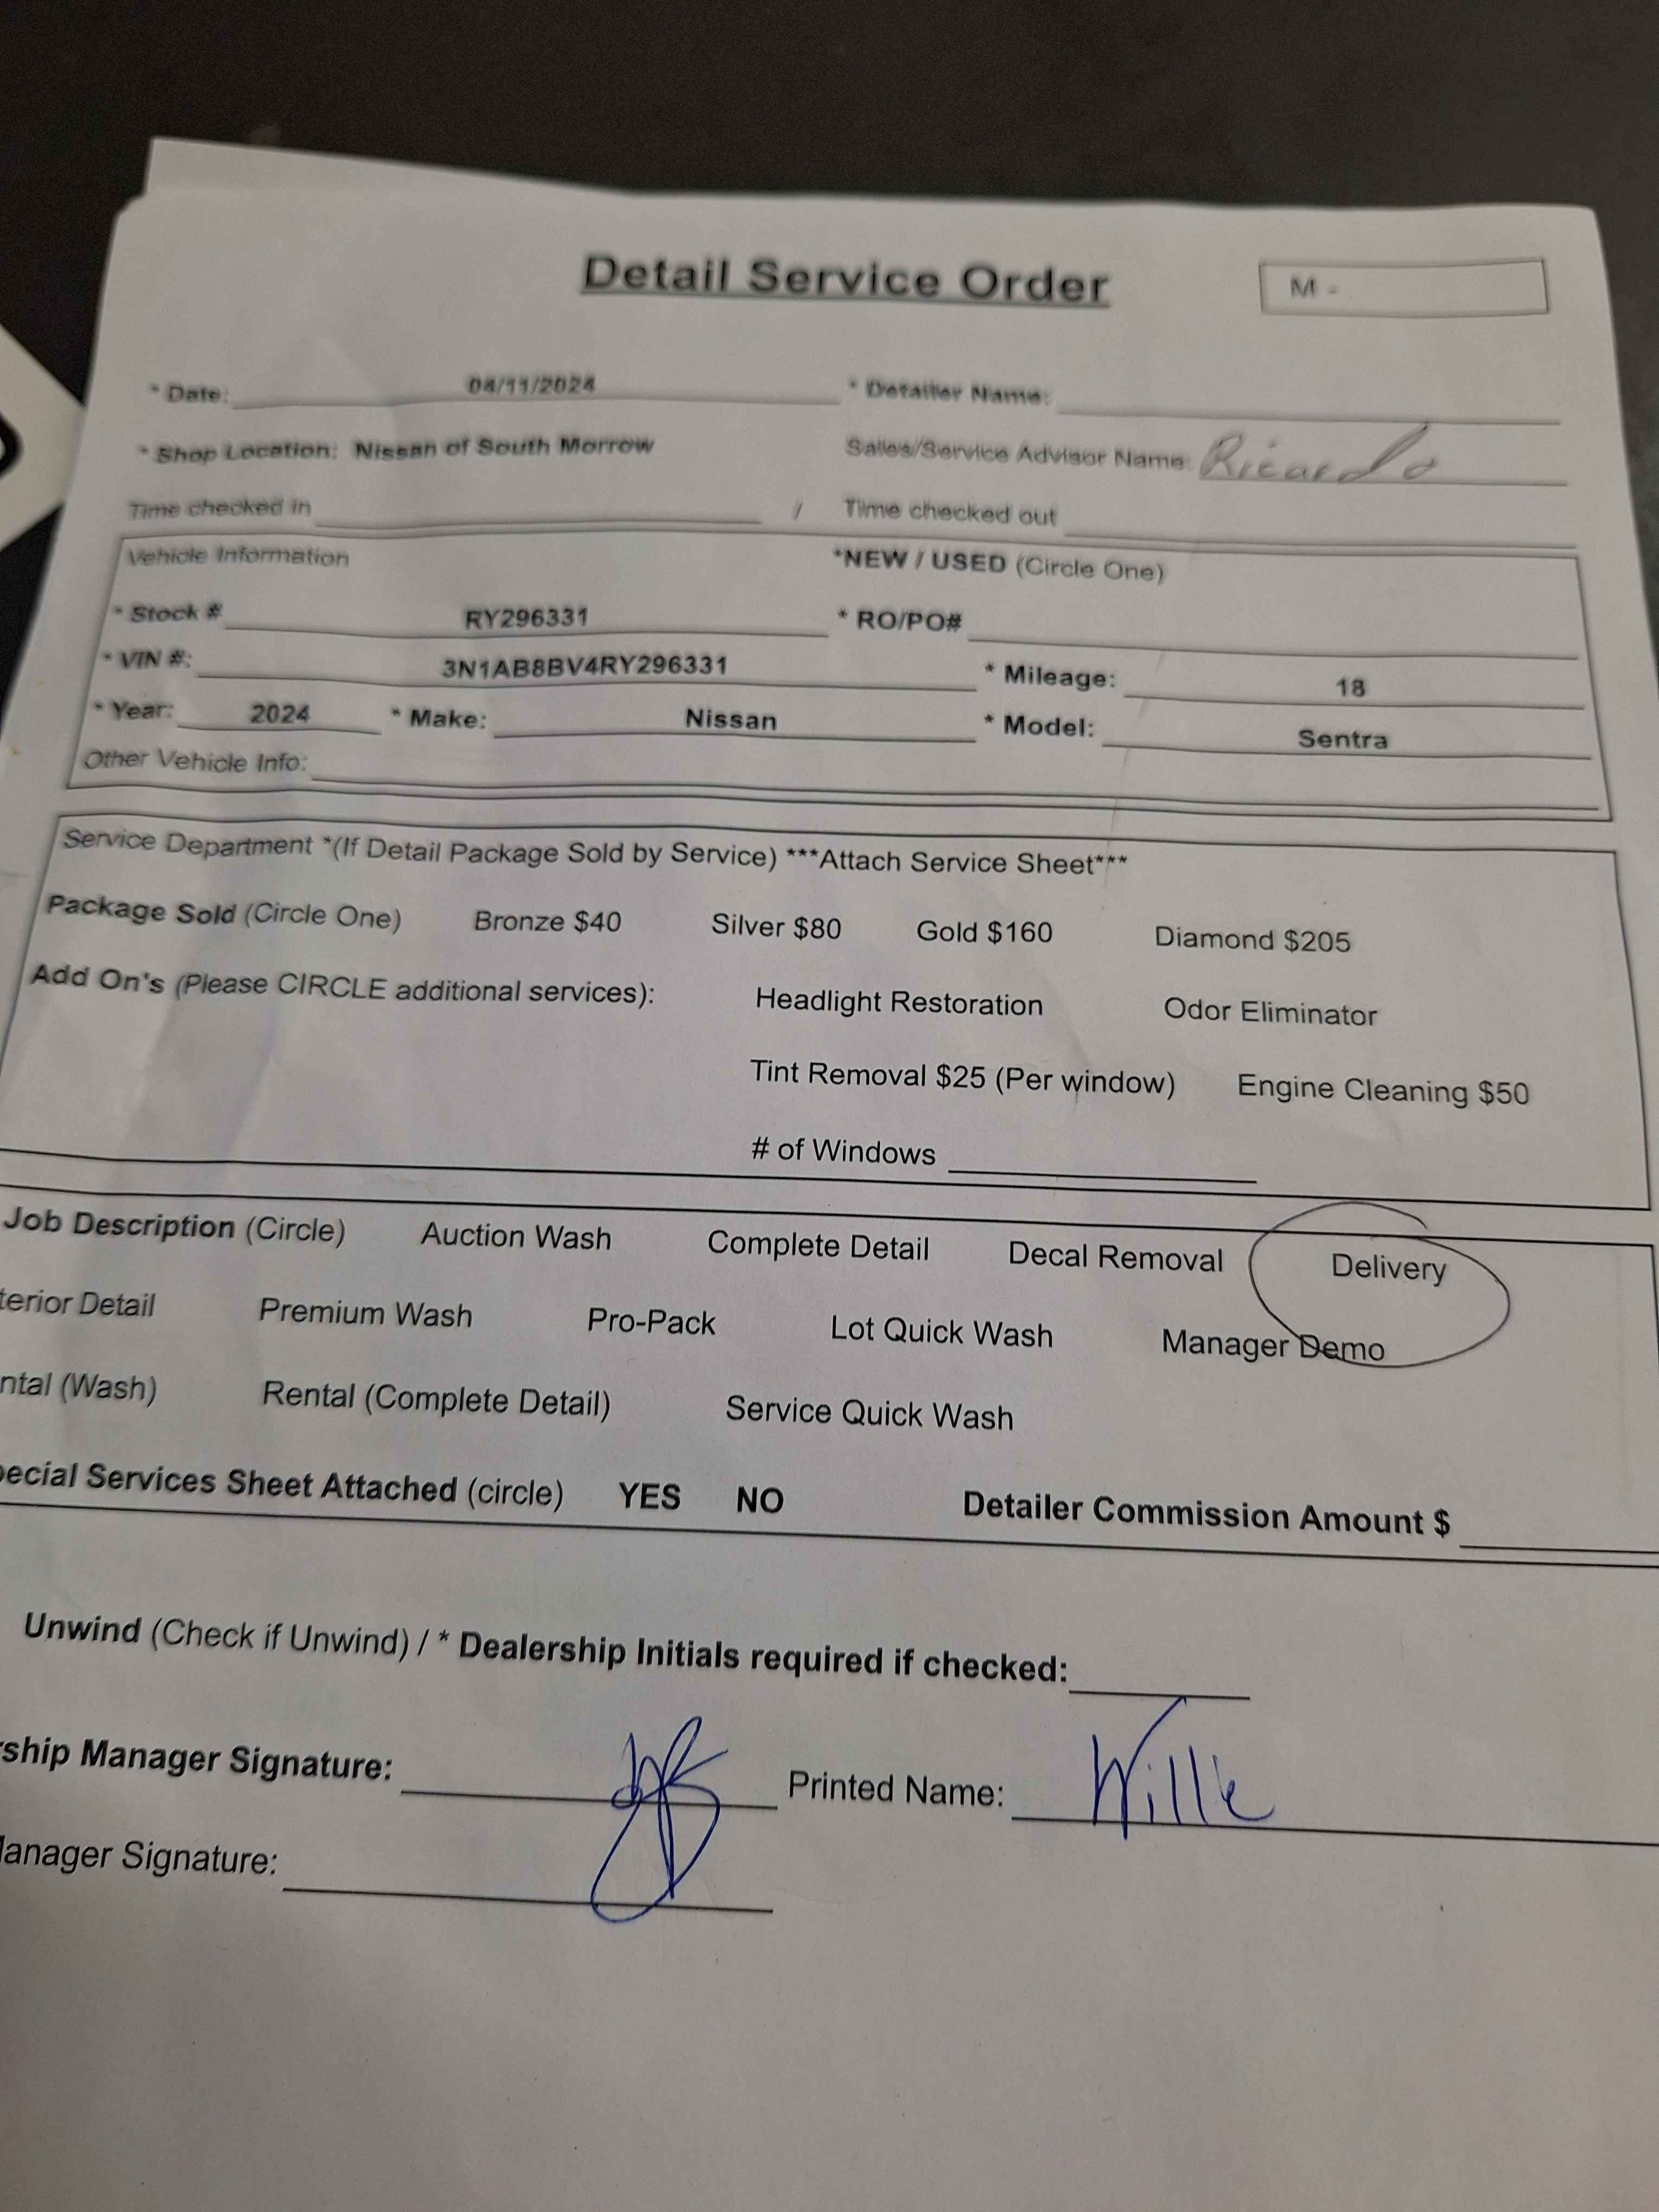 Detail Service Order
M -
* Date: 04/11/2024 * Detailer Name:
* Shop Location: Nissan of South Morrow Sales/Service Advisor Name: Ricardo
Time checked in / Time checked out
Vehicle Information *NEW / USED (Circle One)
* Stock # RY296331 * RO/PO#
* VIN #: 3N1AB8BV4RY296331 * Mileage: 18
* Year: 2024 * Make: Nissan * Model: Sentra
Other Vehicle Info:
Service Department *(If Detail Package Sold by Service) ***Attach Service Sheet***
Package Sold (Circle One) Bronze $40 Silver $80 Gold $160 Diamond $205
Add On's (Please CIRCLE additional services): Headlight Restoration Odor Eliminator
Tint Removal $25 (Per window) Engine Cleaning $50
# of Windows
Job Description (Circle) Auction Wash Complete Detail Decal Removal Delivery
terior Detail Premium Wash Pro-Pack Lot Quick Wash Manager Demo
ntal (Wash) Rental (Complete Detail) Service Quick Wash
pecial Services Sheet Attached (circle) YES NO Detailer Commission Amount $
Unwind (Check if Unwind) / * Dealership Initials required if checked:
rship Manager Signature: Printed Name: Willie
Manager Signature: